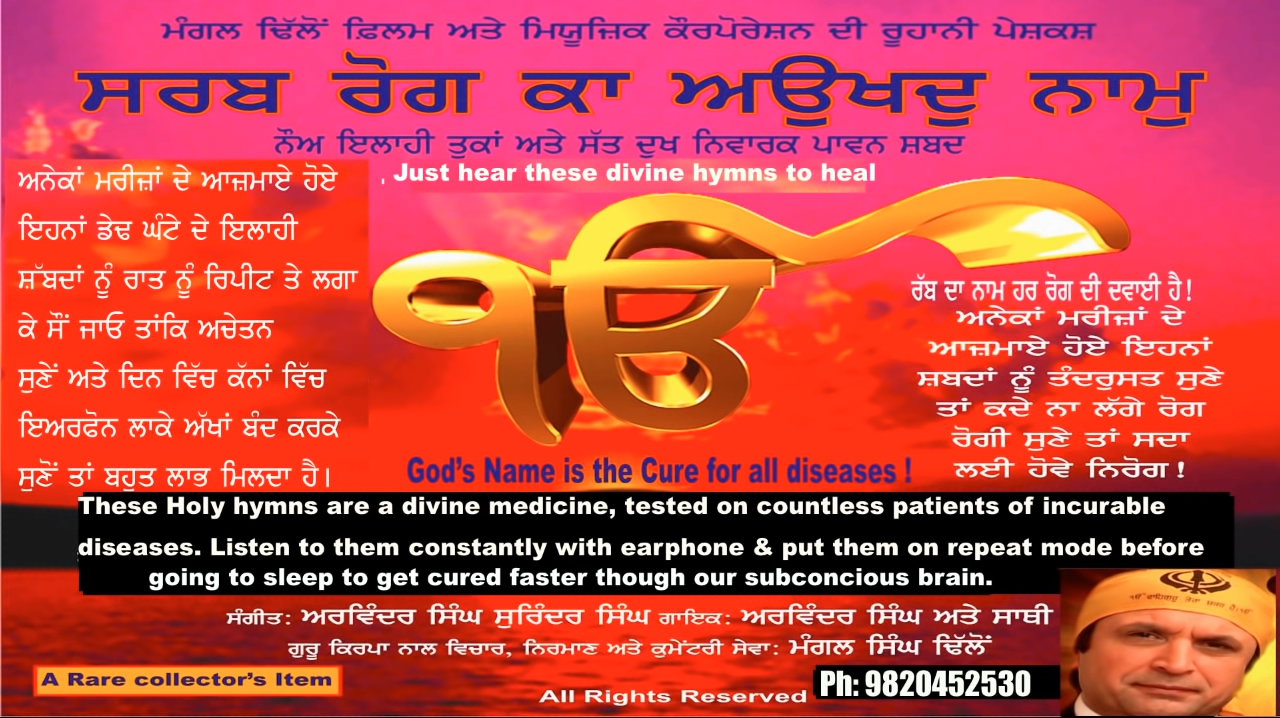 ਮੰਗਲ ਢਿੱਲੋਂ ਫ਼ਿਲਮ ਅਤੇ ਮਿਯੂਜ਼ਿਕ ਕੌਰਪੋਰੇਸ਼ਨ ਦੀ ਰੂਹਾਨੀ ਪੇਸ਼ਕਸ਼
ਸਰਬ ਰੋਗ ਕਾ ਅਉਖਦੁ ਨਾਮੁ
ਨੌਅ ਇਲਾਹੀ ਤੁਕਾਂ ਅਤੇ ਸੱਤ ਦੁਖ ਨਿਵਾਰਕ ਪਾਵਨ ਸ਼ਬਦ
, Just hear these divine hymns to heal
ਅਨੇਕਾਂ ਮਰੀਜ਼ਾਂ ਦੇ ਆਜ਼ਮਾਏ ਹੋਏ
ਇਹਨਾਂ ਡੇਢ ਘੰਟੇ ਦੇ ਇਲਾਹੀ
ਸ਼ੱਬਦਾਂ ਨੂੰ ਰਾਤ ਨੂੰ ਰਿਪੀਟ ਤੇ ਲਗਾ
ਕੇ ਸੌਂ ਜਾਓ ਤਾਂਕਿ ਅਚੇਤਨ
ਸੁਣੇਂ ਅਤੇ ਦਿਨ ਵਿੱਚ ਕੱਨਾਂ ਵਿੱਚ
ਇਅਰਫੋਨ ਲਾਕੇ ਅੱਖਾਂ ਬੰਦ ਕਰਕੇ
ਸੁਣੋਂ ਤਾਂ ਬਹੁਤ ਲਾਭ ਮਿਲਦਾ ਹੈ।
ੴ
ਰੱਬ ਦਾ ਨਾਮ ਹਰ ਰੋਗ ਦੀ ਦਵਾਈ ਹੈ!
ਅਨੇਕਾਂ ਮਰੀਜ਼ਾਂ ਦੇ
ਆਜ਼ਮਾਏ ਹੋਏ ਇਹਨਾਂ
ਸ਼ਬਦਾਂ ਨੂੰ ਤੰਦਰੁਸਤ ਸੁਣੇ
ਤਾਂ ਕਦੇ ਨਾ ਲੱਗੇ ਰੋਗ
ਰੋਗੀ ਸੁਣੇ ਤਾਂ ਸਦਾ
ਲਈ ਹੋਵੇ ਨਿਰੋਗ!
God's Name is the Cure for all diseases !
These Holy hymns are a divine medicine, tested on countless patients of incurable
diseases. Listen to them constantly with earphone & put them on repeat mode before
going to sleep to get cured faster though our subconcious brain.
ਸੰਗੀਤ: ਅਰਵਿੰਦਰ ਸਿੰਘ ਸੁਰਿੰਦਰ ਸਿੰਘ ਗਾਇਕ: ਅਰਵਿੰਦਰ ਸਿੰਘ ਅਤੇ ਸਾਥੀ
ਗੁਰੂ ਕਿਰਪਾ ਨਾਲ ਵਿਚਾਰ, ਨਿਰਮਾਣ ਅਤੇ ਕੁਮੇਂਟਰੀ ਸੇਵਾ: ਮੰਗਲ ਸਿੰਘ ਢਿੱਲੋਂ
A Rare collector's Item
All Rights Reserved
Ph: 9820452530